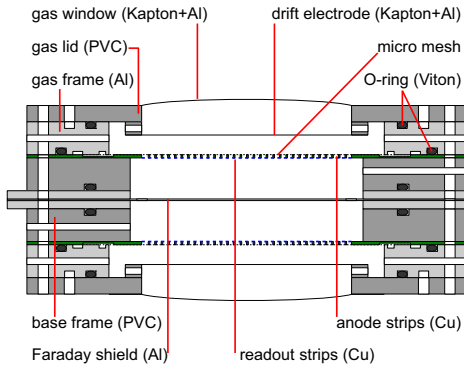 gas window (Kapton+Al) drift electrode (Kapton+Al)
gas lid (PVC) micro mesh
gas frame (Al) O-ring (Viton)
base frame (PVC) anode strips (Cu)
Faraday shield (Al) readout strips (Cu)